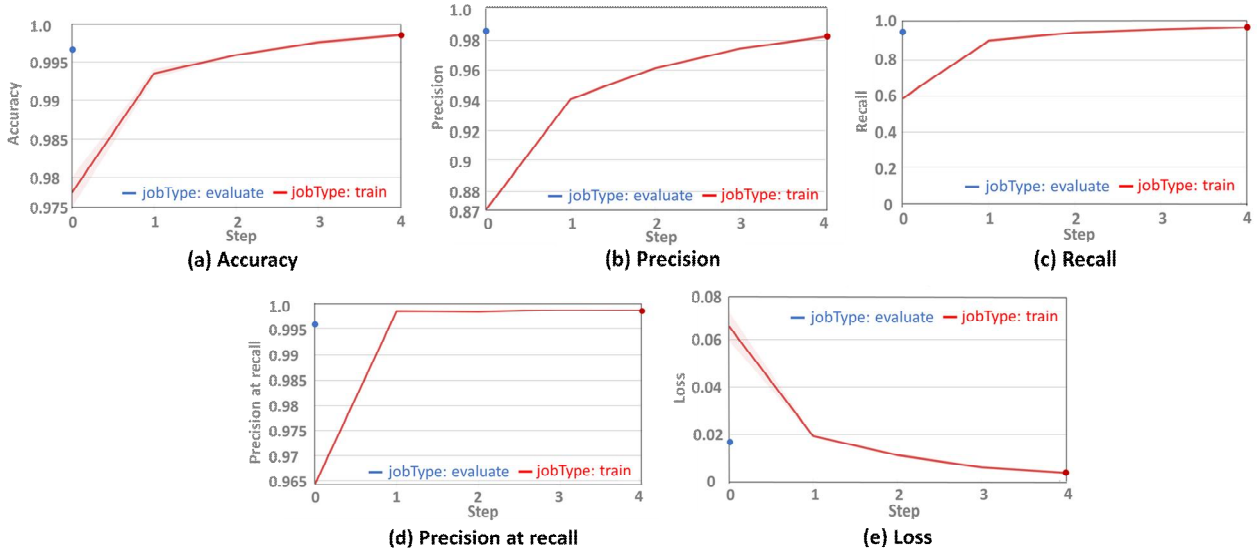 1.0
0.995
0.99
0.985
0.98
0.975
Accuracy
jobType: evaluate jobType: train
0 1 2 3 4
Step
(a) Accuracy
1.0
0.98
0.96
0.94
0.92
0.9
0.88
0.87
Precision
jobType: evaluate jobType: train
0 1 2 3 4
Step
(b) Precision
1.0
0.8
0.6
0.4
0.2
0
Recall
jobType: evaluate jobType: train
0 1 2 3 4
Step
(c) Recall
1.0
0.995
0.99
0.985
0.98
0.975
0.97
0.965
Precision at recall
jobType: evaluate jobType: train
0 1 2 3 4
Step
(d) Precision at recall
0.08
0.06
0.04
0.02
0
Loss
jobType: evaluate jobType: train
0 1 2 3 4
Step
(e) Loss